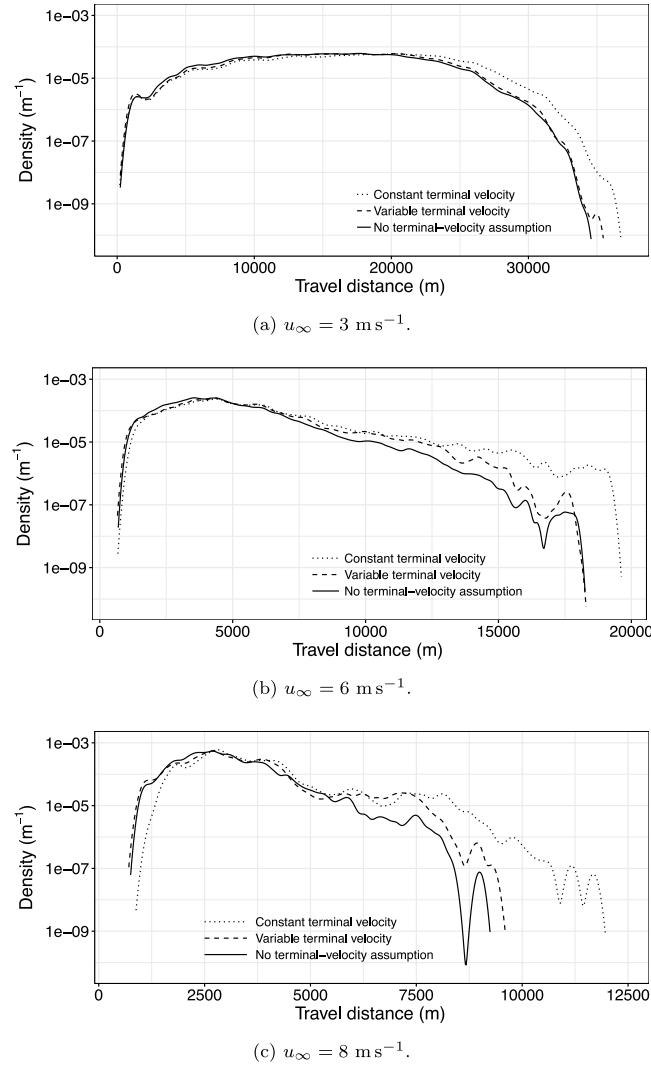 1e−03
1e−05
1e−07
1e−09
Density (m−1)
Constant terminal velocity
Variable terminal velocity
No terminal−velocity assumption
0 10000 20000 30000
Travel distance (m)
(a) u∞ = 3 m s−1.
1e−03
1e−05
1e−07
1e−09
Density (m−1)
Constant terminal velocity
Variable terminal velocity
No terminal−velocity assumption
0 5000 10000 15000 20000
Travel distance (m)
(b) u∞ = 6 m s−1.
1e−03
1e−05
1e−07
1e−09
Density (m−1)
Constant terminal velocity
Variable terminal velocity
No terminal−velocity assumption
0 2500 5000 7500 10000 12500
Travel distance (m)
(c) u∞ = 8 m s−1.